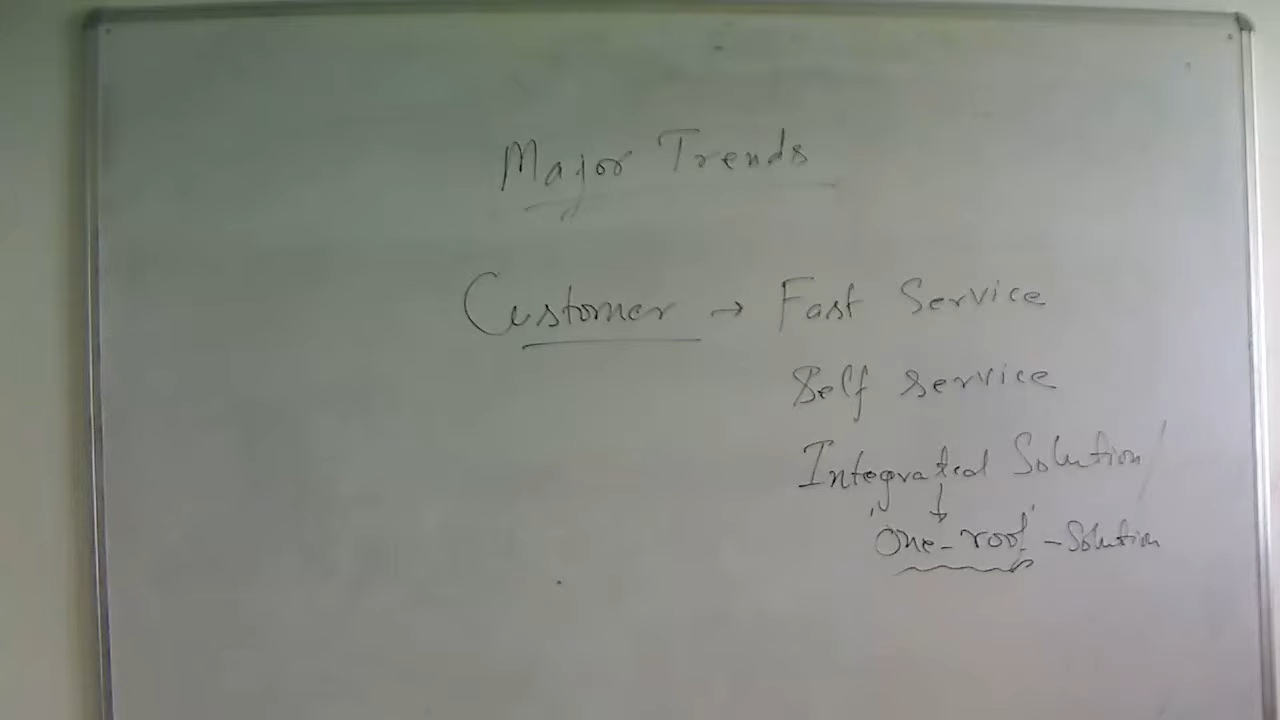 Major Trends
Customer → Fast Service
Self service
Integrated Solution/
↓
'One-roof' - Solution